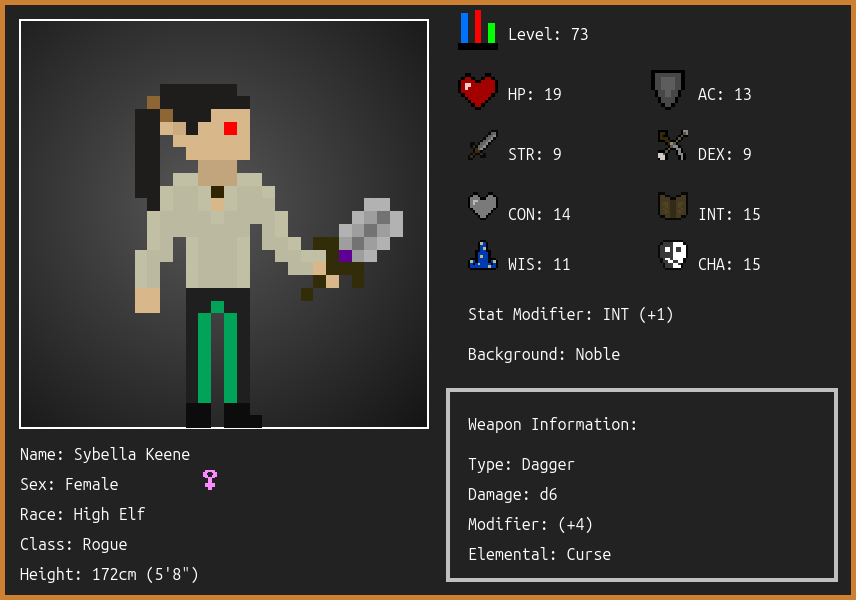 Level: 73
HP: 19
AC: 13
STR: 9
DEX: 9
CON: 14
INT: 15
WIS: 11
CHA: 15
Stat Modifier: INT (+1)
Background: Noble
Name: Sybella Keene
Sex: Female
Race: High Elf
Class: Rogue
Height: 172cm (5'8")
Weapon Information:
Type: Dagger
Damage: d6
Modifier: (+4)
Elemental: Curse